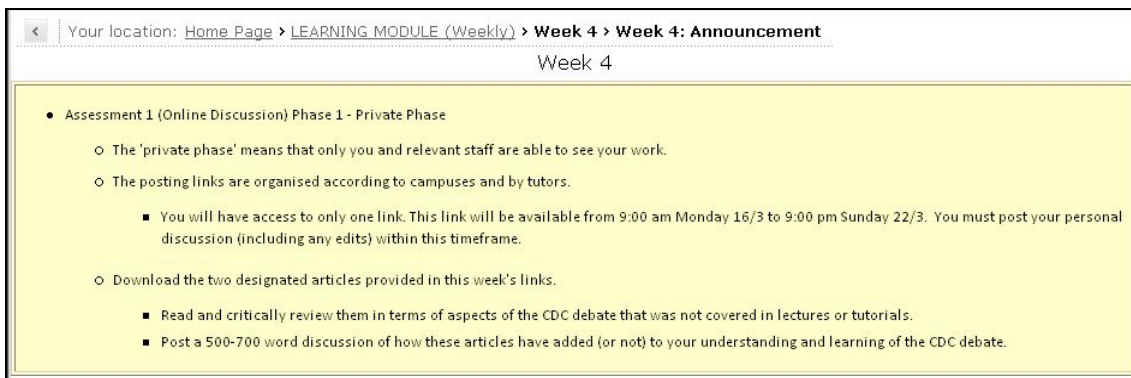 Your location: Home Page › LEARNING MODULE (Weekly) › Week 4 › Week 4: Announcement
Week 4
Assessment 1 (Online Discussion) Phase 1 - Private Phase
The 'private phase' means that only you and relevant staff are able to see your work.
The posting links are organised according to campuses and by tutors.
You will have access to only one link. This link will be available from 9:00 am Monday 16/3 to 9:00 pm Sunday 22/3. You must post your personal
discussion (including any edits) within this timeframe.
Download the two designated articles provided in this week's links.
Read and critically review them in terms of aspects of the CDC debate that was not covered in lectures or tutorials.
Post a 500-700 word discussion of how these articles have added (or not) to your understanding and learning of the CDC debate.